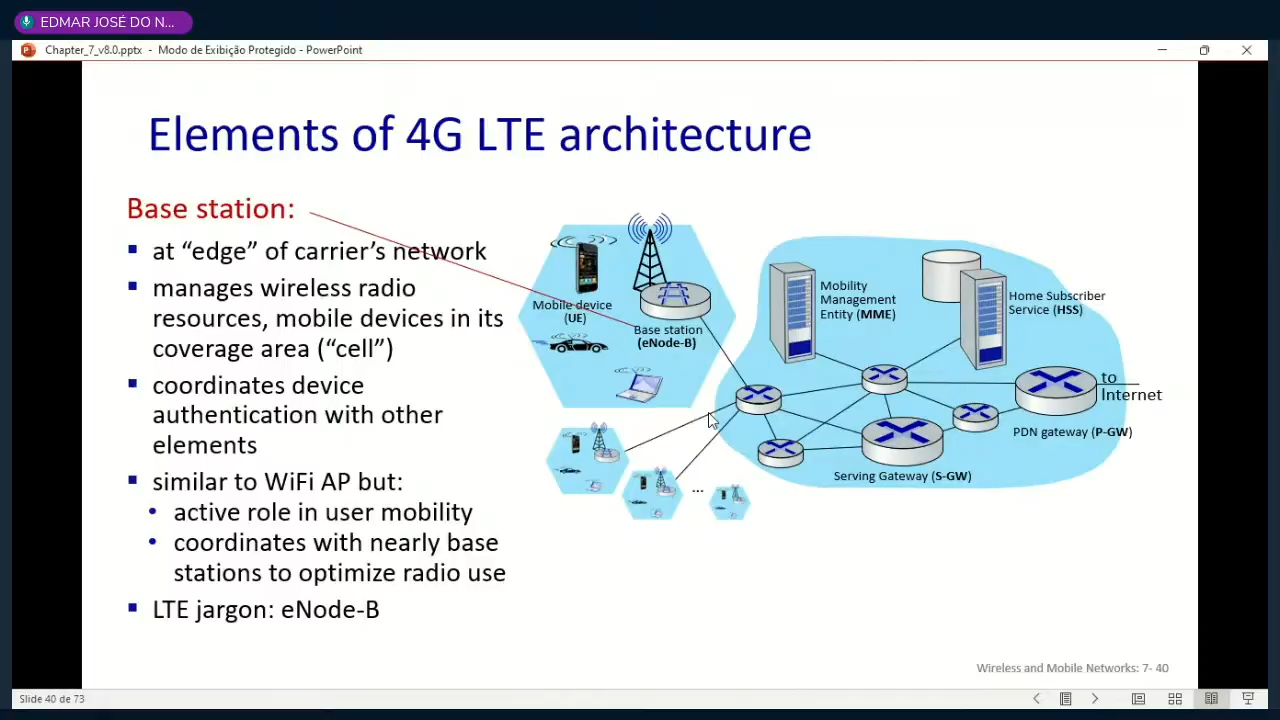 EDMAR JOSÉ DO N...
Chapter_7_v8.0.pptx - Modo de Exibição Protegido - PowerPoint
Elements of 4G LTE architecture
Base station:
at “edge” of carrier’s network
manages wireless radio
resources, mobile devices in its
coverage area (“cell”)
coordinates device
authentication with other
elements
similar to WiFi AP but:
active role in user mobility
coordinates with nearly base
stations to optimize radio use
LTE jargon: eNode-B
Mobile device
(UE)
Base station
(eNode-B)
...
Mobility
Management
Entity (MME)
Home Subscriber
Service (HSS)
to
Internet
PDN gateway (P-GW)
Serving Gateway (S-GW)
Wireless and Mobile Networks: 7- 40
Slide 40 de 73